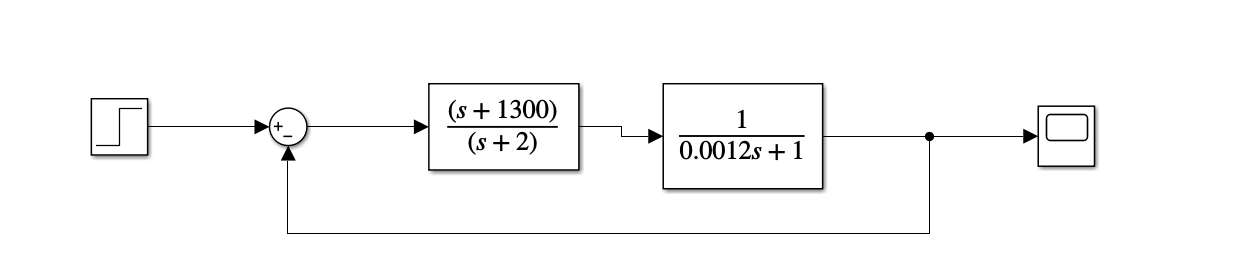 +
−
(s + 1300)
(s + 2)
1
0.0012s + 1